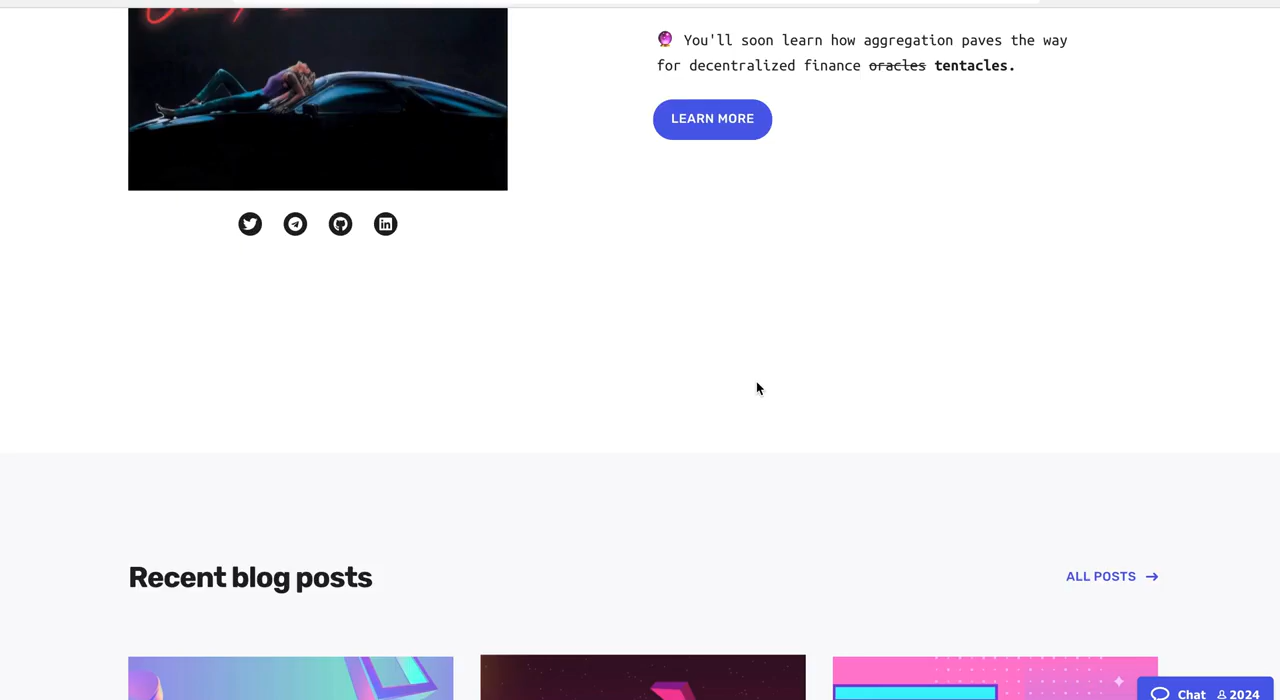 You'll soon learn how aggregation paves the way
for decentralized finance oracles tentacles.
LEARN MORE
Recent blog posts
ALL POSTS →
Chat 2024